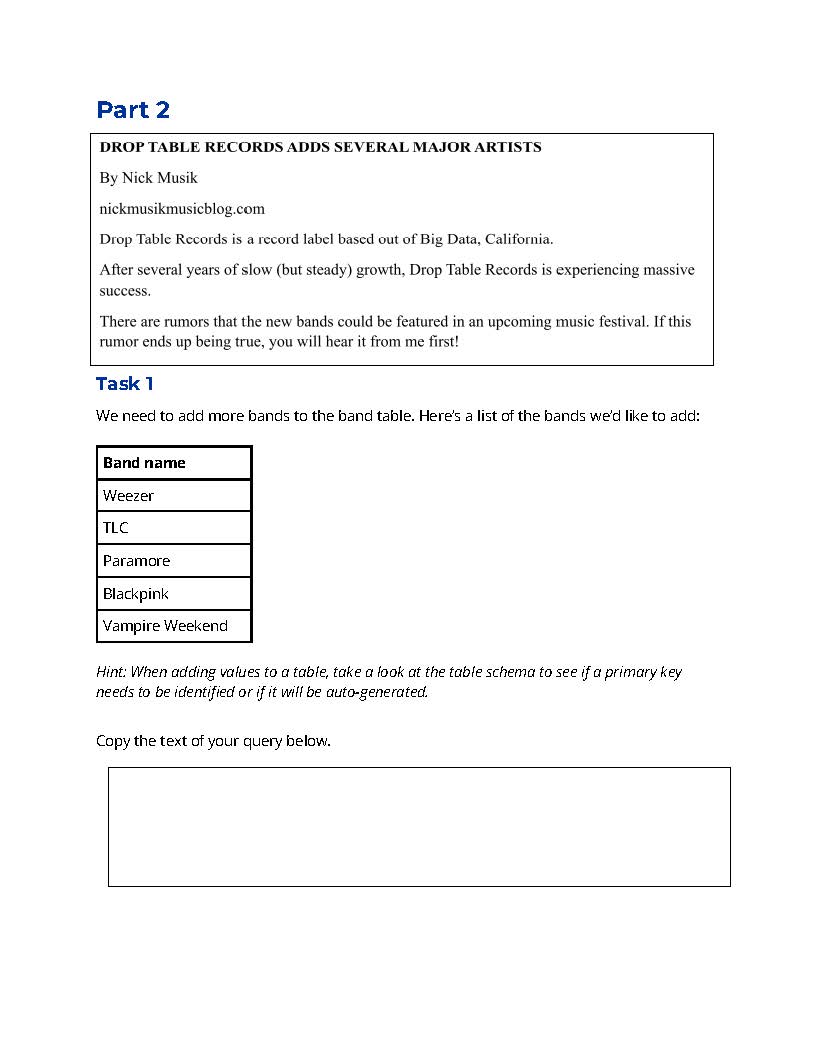 Part 2
DROP TABLE RECORDS ADDS SEVERAL MAJOR ARTISTS
By Nick Musik
nickmusikmusicblog.com
Drop Table Records is a record label based out of Big Data, California.
After several years of slow (but steady) growth, Drop Table Records is experiencing massive
success.
There are rumors that the new bands could be featured in an upcoming music festival. If this
rumor ends up being true, you will hear it from me first!
Task 1
We need to add more bands to the band table. Here’s a list of the bands we’d like to add:
Band name
Weezer
TLC
Paramore
Blackpink
Vampire Weekend
Hint: When adding values to a table, take a look at the table schema to see if a primary key
needs to be identified or if it will be auto-generated.
Copy the text of your query below.